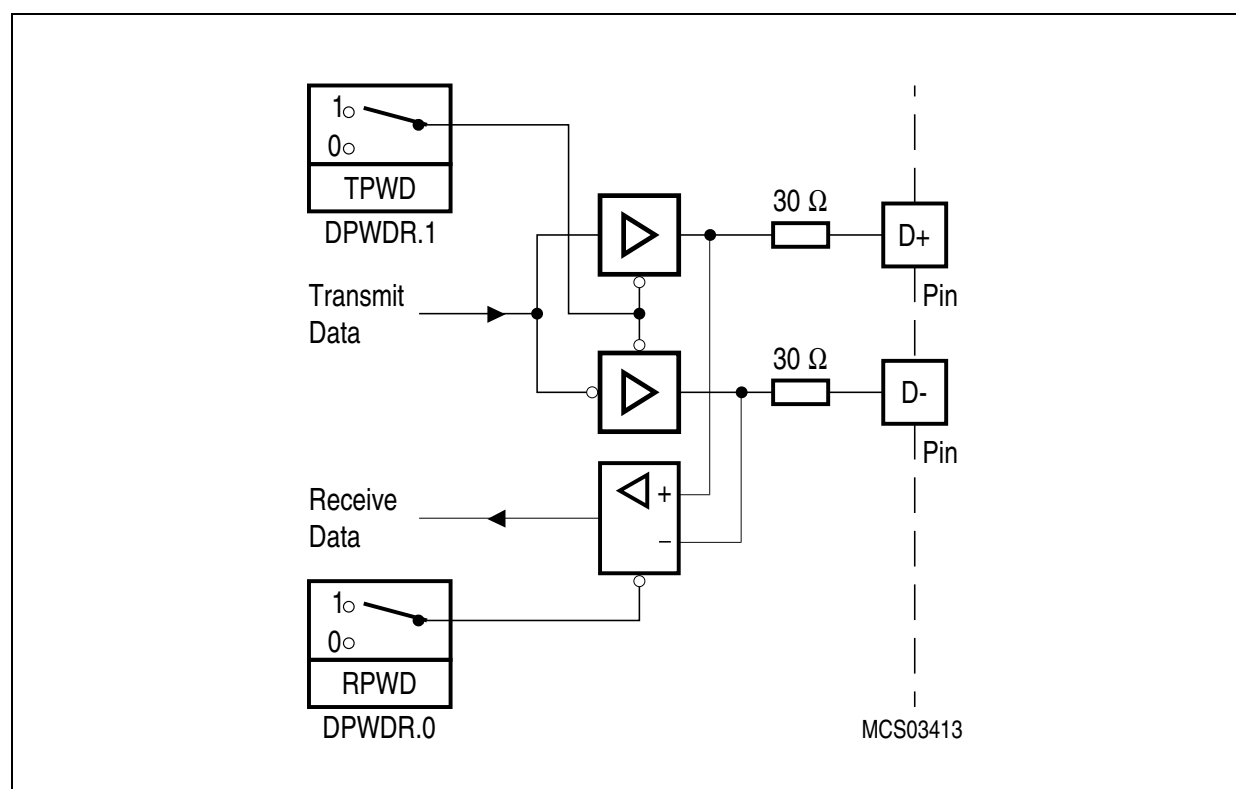 1
0
TPWD
DPWDR.1
30 Ω
D+
Pin
Transmit
Data
30 Ω
D-
Pin
+
−
Receive
Data
1
0
RPWD
DPWDR.0
MCS03413